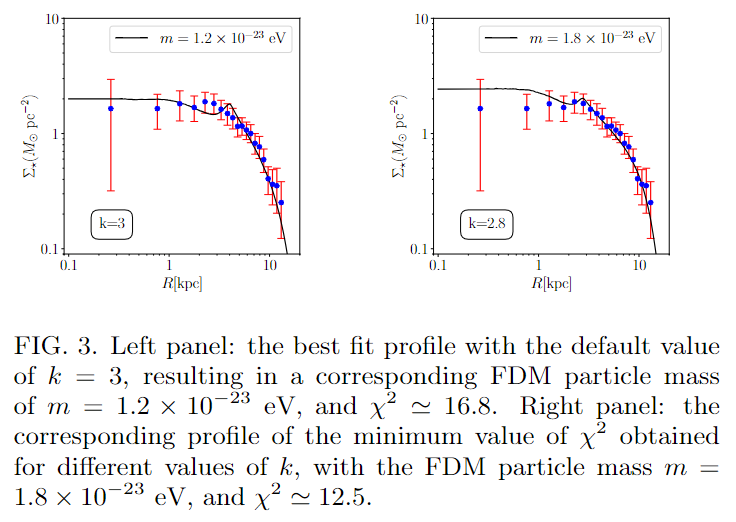 10
1
0.1
Σ⋆(M⊙ pc⁻²)
m = 1.2 × 10⁻²³ eV
k=3
0.1 1 10
R[kpc]
10
1
0.1
Σ⋆(M⊙ pc⁻²)
m = 1.8 × 10⁻²³ eV
k=2.8
0.1 1 10
R[kpc]
FIG. 3. Left panel: the best fit profile with the default value
of k = 3, resulting in a corresponding FDM particle mass
of m = 1.2 × 10⁻²³ eV, and χ² ≃ 16.8. Right panel: the
corresponding profile of the minimum value of χ² obtained
for different values of k, with the FDM particle mass m =
1.8 × 10⁻²³ eV, and χ² ≃ 12.5.